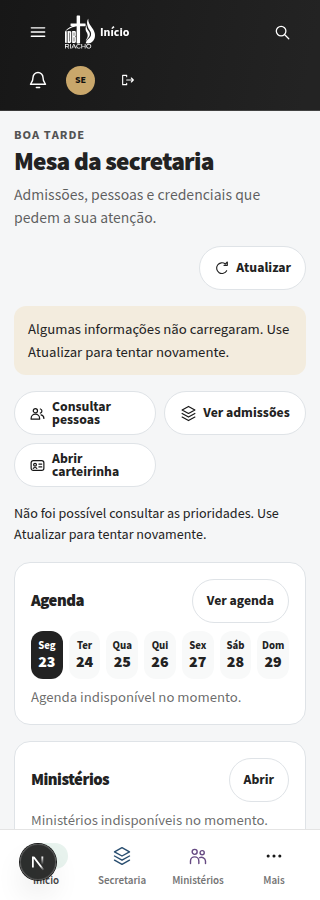 IDB
RIACHO
Início
SE
BOA TARDE
Mesa da secretaria
Admissões, pessoas e credenciais que
pedem a sua atenção.
Atualizar
Algumas informações não carregaram. Use
Atualizar para tentar novamente.
Consultar
pessoas
Ver admissões
Abrir
carteirinha
Não foi possível consultar as prioridades. Use
Atualizar para tentar novamente.
Agenda
Ver agenda
Seg Ter Qua Qui Sex Sáb Dom
23 24 25 26 27 28 29
Agenda indisponível no momento.
Ministérios
Abrir
Ministérios indisponíveis no momento.
N
Início Secretaria Ministérios Mais